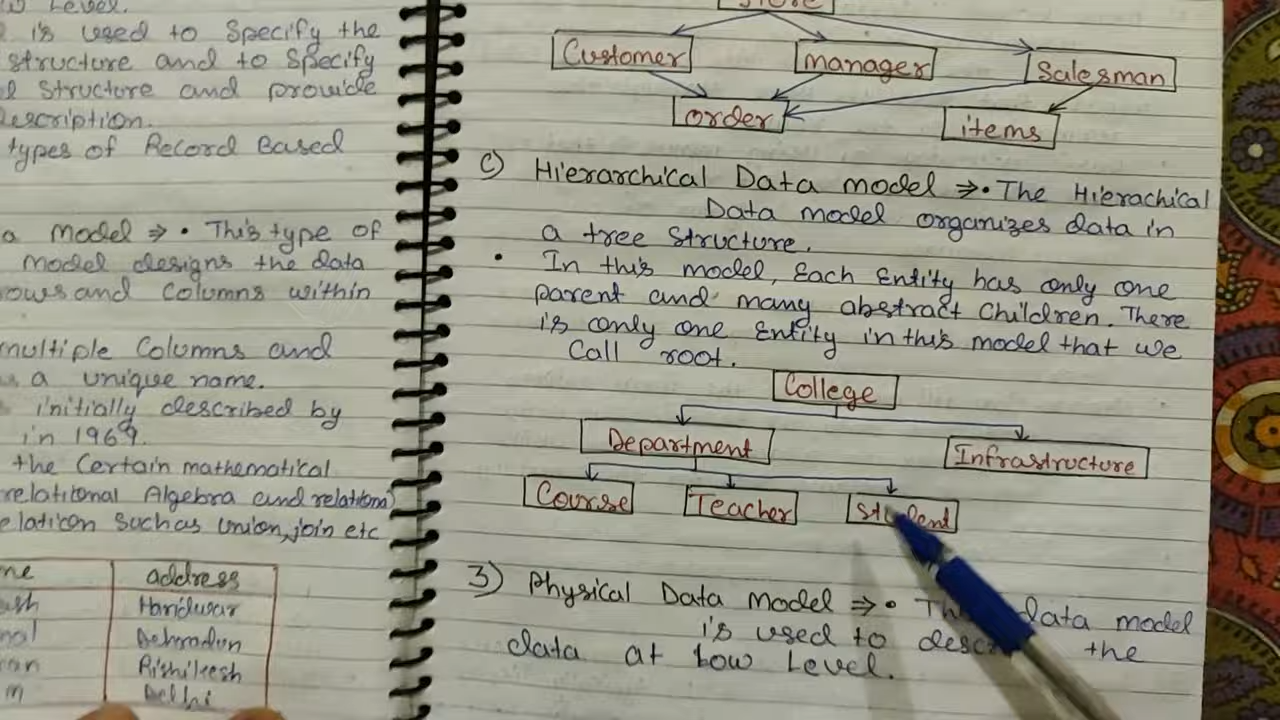 Level.
is used to Specify the
structure and to Specify
structure and provide
description.
types of Record Based
a Model ⇒ • This type of
model designs the data
rows and Columns within
multiple Columns and
a unique name.
initially described by
in 1969.
the Certain mathematical
relational Algebra and relation
such as Union, join etc
address
Haridwar
Dehradun
Rishikesh
Delhi
Store
Customer
manager
Salesman
order
items
c) Hierarchical Data model ⇒ • The Hierachical
Data model organizes data in
a tree structure.
• In this model, Each Entity has only one
parent and many abstract Children. There
is only one Entity in this model that we
Call root.
College
Department
Infrastructure
Course
Teacher
Student
3) Physical Data Model ⇒ • data model
is used to the
data at Low Level.